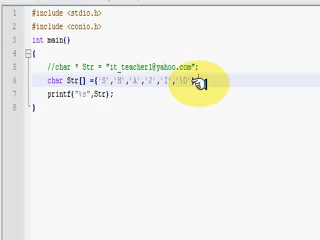 1 #include <stdio.h>
2 #include <conio.h>
3 int main()
4 {
5 //char * Str = "it_teacher1@yahoo.com";
6 char Str[] ={'S','H','A','J','I','\0'};
7 printf("%s",Str);
8 }